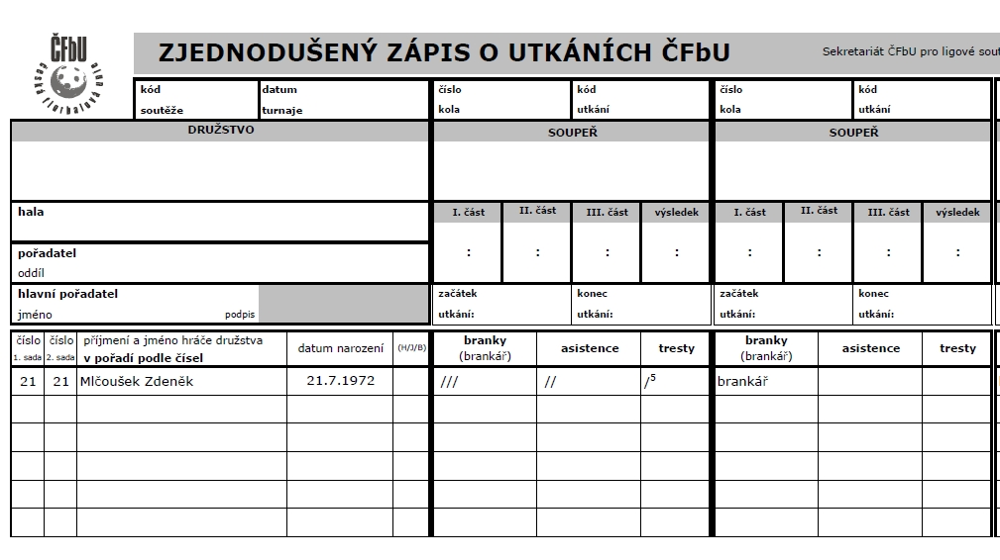 ČFbU
česká florbalová unie
ZJEDNODUŠENÝ ZÁPIS O UTKÁNÍCH ČFbU
Sekretariát ČFbU pro ligové sout
kód soutěže
datum turnaje
číslo kola
kód utkání
číslo kola
kód utkání
DRUŽSTVO
SOUPEŘ
SOUPEŘ
hala
I. část II. část III. část výsledek I. část II. část III. část výsledek
: : : : : : : :
pořadatel
oddíl
hlavní pořadatel
jméno podpis
začátek utkání:
konec utkání:
začátek utkání:
konec utkání:
číslo 1. sada
číslo 2. sada
příjmení a jméno hráče družstva
v pořadí podle čísel
datum narození
(H/J/B)
branky (brankář)
asistence
tresty
branky (brankář)
asistence
tresty
21 21 Mlčoušek Zdeněk 21.7.1972 /// // /5 brankář